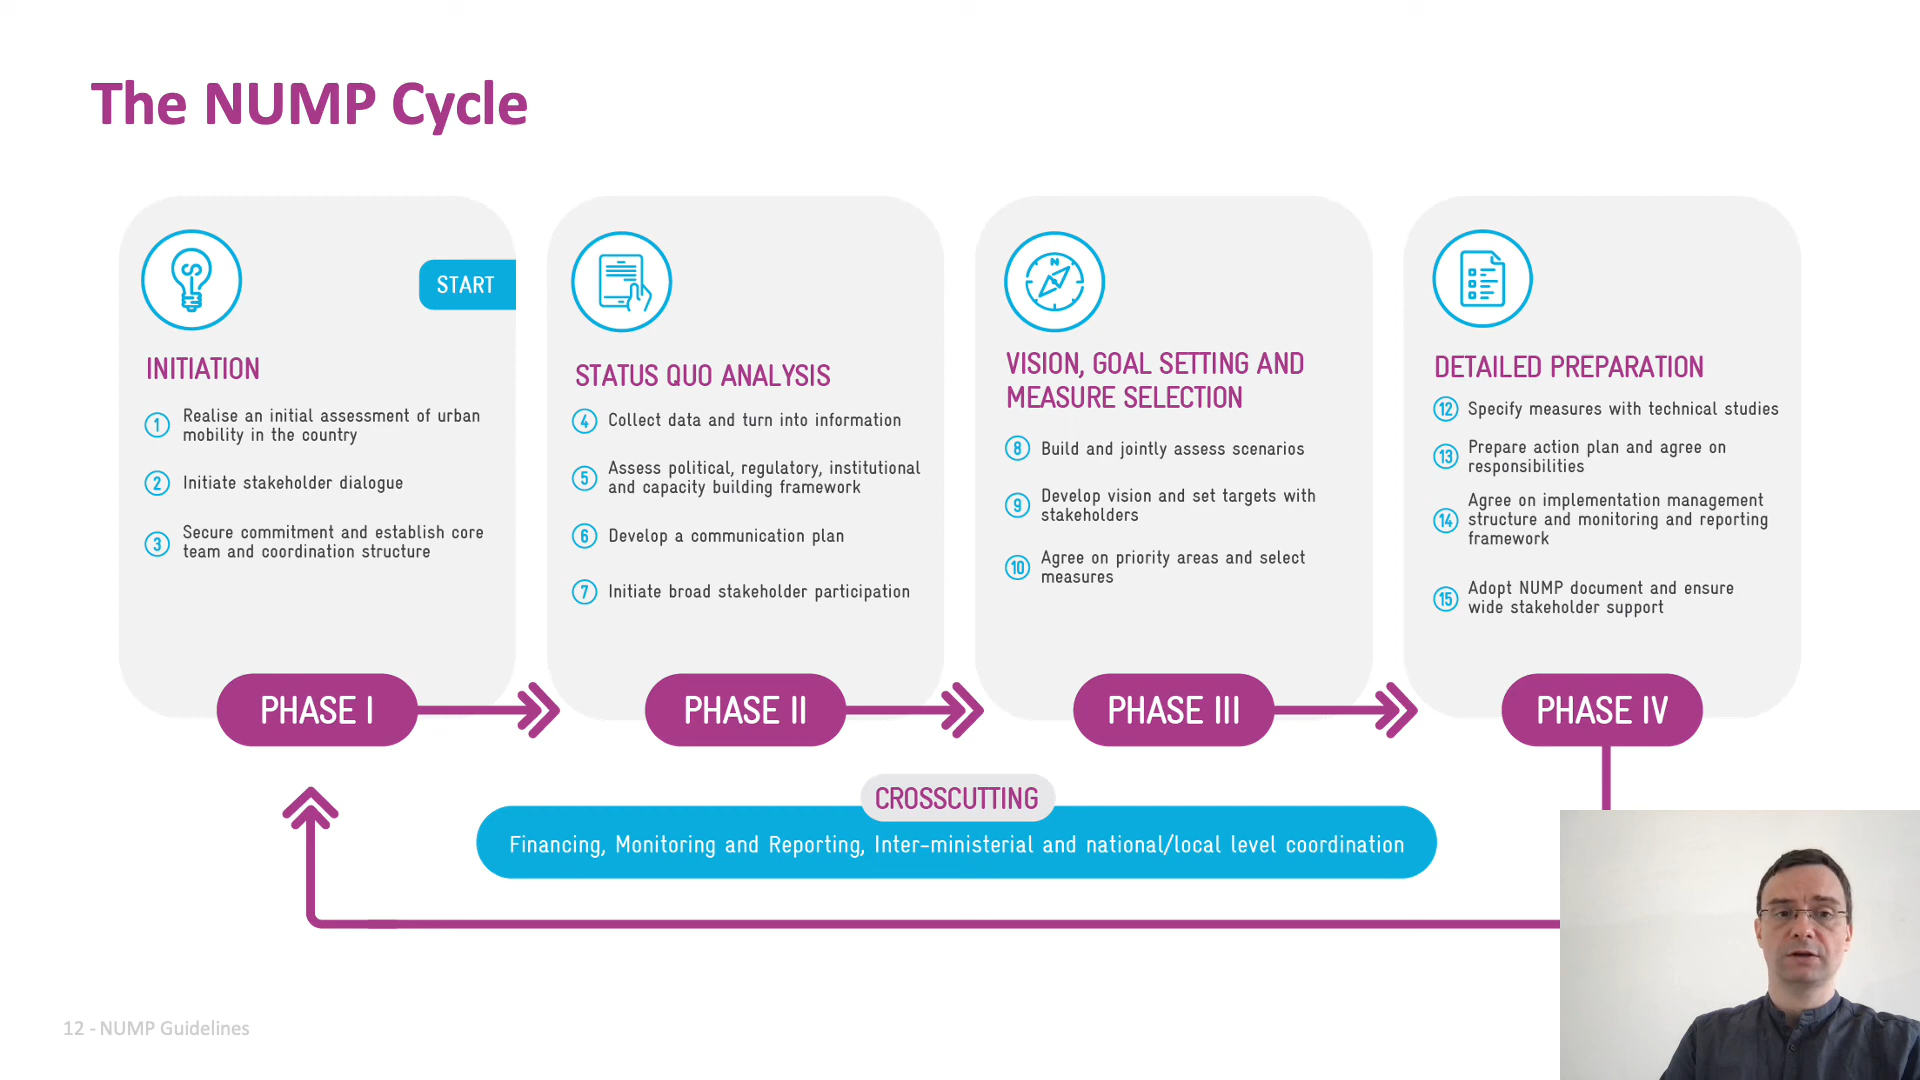 The NUMP Cycle
START
INITIATION
1 Realise an initial assessment of urban
mobility in the country
2 Initiate stakeholder dialogue
3 Secure commitment and establish core
team and coordination structure
PHASE I
STATUS QUO ANALYSIS
4 Collect data and turn into information
5 Assess political, regulatory, institutional
and capacity building framework
6 Develop a communication plan
7 Initiate broad stakeholder participation
PHASE II
N
VISION, GOAL SETTING AND
MEASURE SELECTION
8 Build and jointly assess scenarios
9 Develop vision and set targets with
stakeholders
10 Agree on priority areas and select
measures
PHASE III
DETAILED PREPARATION
12 Specify measures with technical studies
13 Prepare action plan and agree on
responsibilities
14 Agree on implementation management
structure and monitoring and reporting
framework
15 Adopt NUMP document and ensure
wide stakeholder support
PHASE IV
CROSSCUTTING
Financing, Monitoring and Reporting, Inter-ministerial and national/local level coordination
12 - NUMP Guidelines